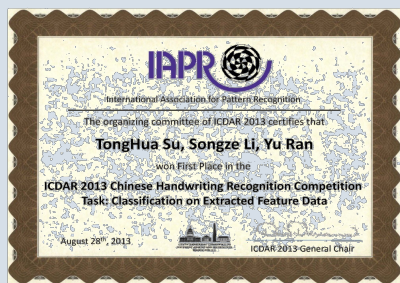 IAPR
International Association for Pattern Recognition
The organizing committee of ICDAR 2013 certifies that
TongHua Su, Songze Li, Yu Ran
won First Place in the
ICDAR 2013 Chinese Handwriting Recognition Competition
Task: Classification on Extracted Feature Data
August 28th, 2013
ICDAR 2013 General Chair